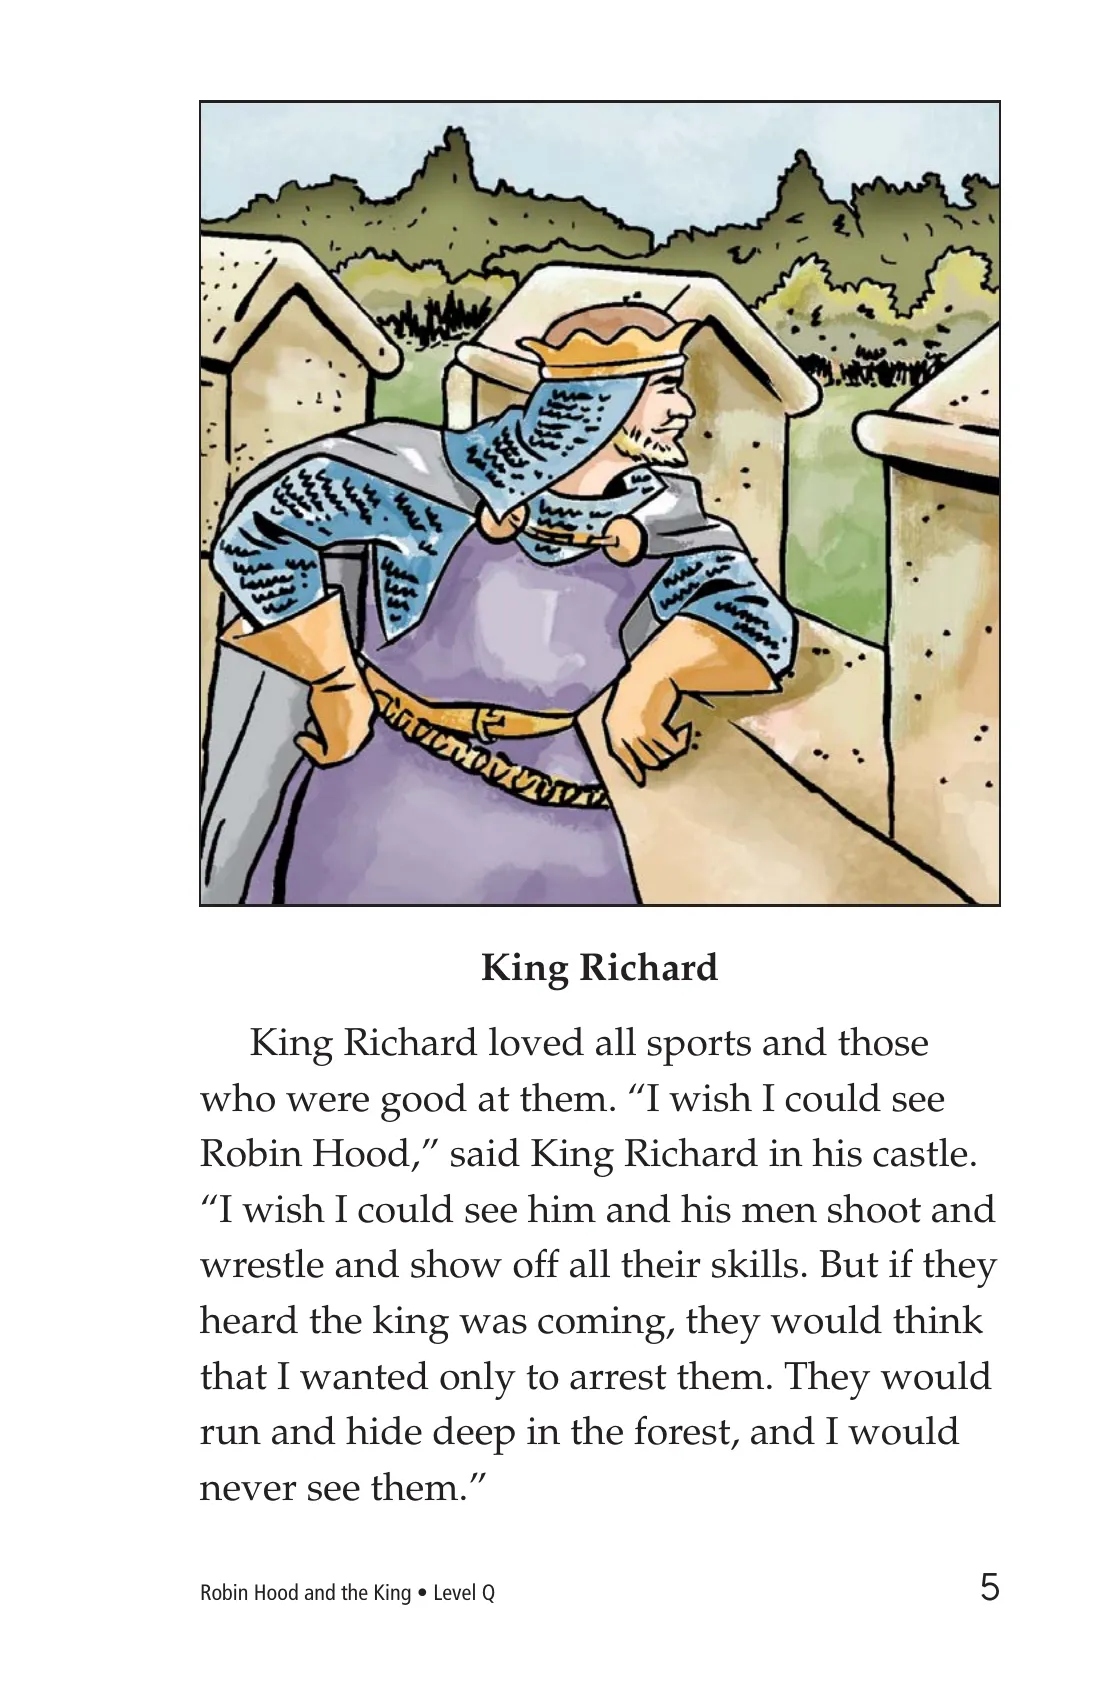 King Richard
King Richard loved all sports and those
who were good at them. “I wish I could see
Robin Hood,” said King Richard in his castle.
“I wish I could see him and his men shoot and
wrestle and show off all their skills. But if they
heard the king was coming, they would think
that I wanted only to arrest them. They would
run and hide deep in the forest, and I would
never see them.”
Robin Hood and the King • Level Q
5